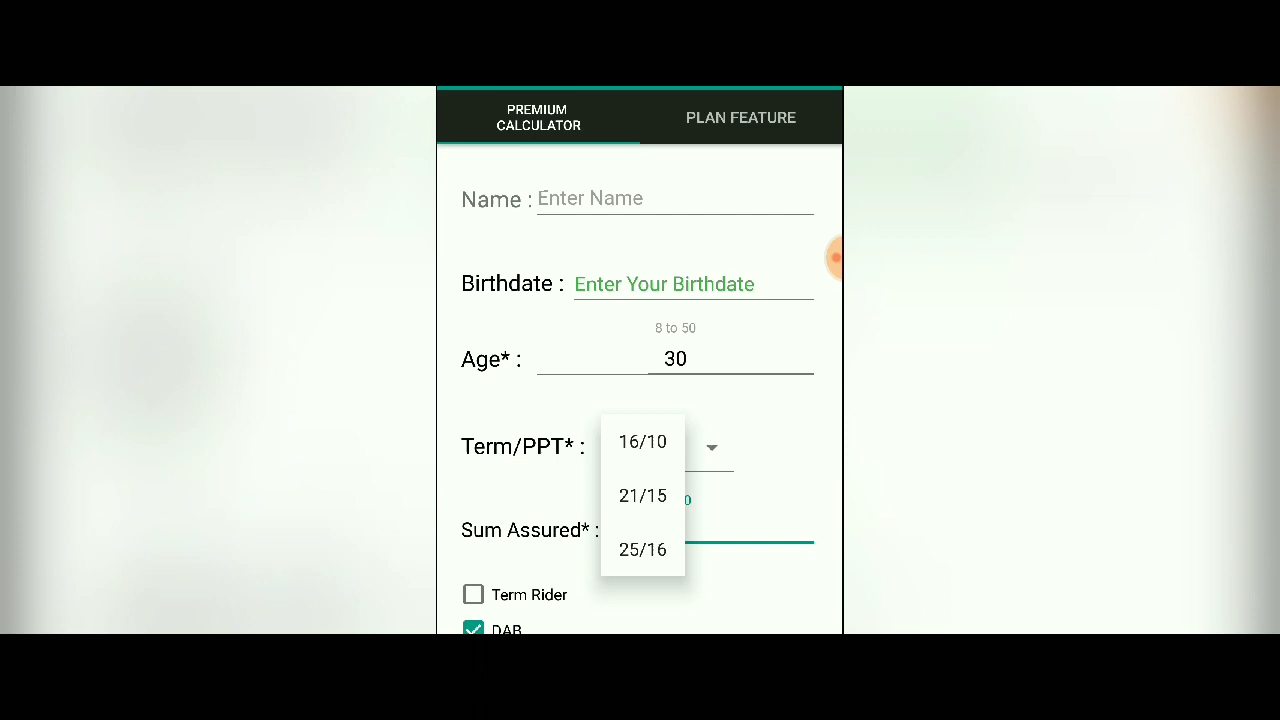 PREMIUM
CALCULATOR
PLAN FEATURE
Name : Enter Name
Birthdate : Enter Your Birthdate
8 to 50
Age* : 30
Term/PPT* :
16/10
21/15
0
Sum Assured* :
25/16
Term Rider
DAB